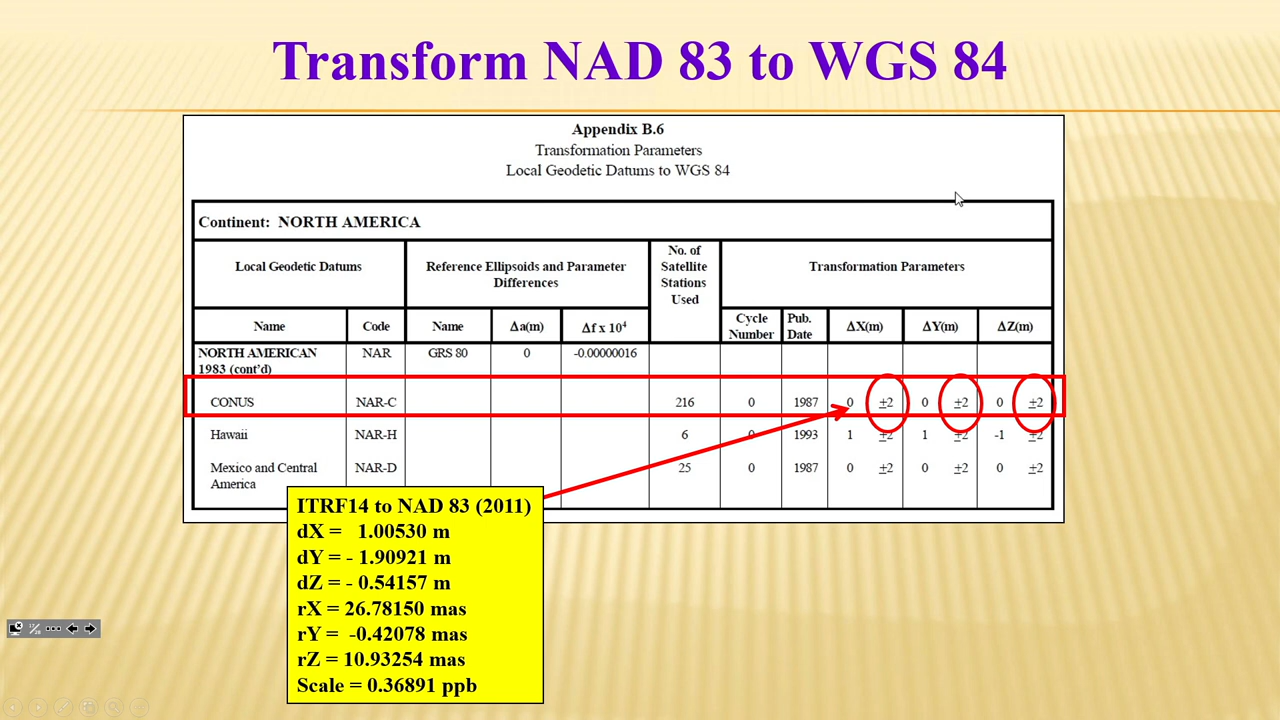 Transform NAD 83 to WGS 84
Appendix B.6
Transformation Parameters
Local Geodetic Datums to WGS 84
Continent: NORTH AMERICA
Local Geodetic Datums
Reference Ellipsoids and Parameter
Differences
No. of
Satellite
Stations
Used
Transformation Parameters
Name Code Name Δa(m) Δf x 10⁴ Cycle
Number Pub.
Date ΔX(m) ΔY(m) ΔZ(m)
NORTH AMERICAN
1983 (cont'd) NAR GRS 80 0 -0.00000016
CONUS NAR-C 216 0 1987 0 ±2 0 ±2 0 ±2
Hawaii NAR-H 6 0 1993 1 ±2 1 ±2 -1 ±2
Mexico and Central
America NAR-D 25 0 1987 0 ±2 0 ±2 0 ±2
ITRF14 to NAD 83 (2011)
dX = 1.00530 m
dY = - 1.90921 m
dZ = - 0.54157 m
rX = 26.78150 mas
rY = -0.42078 mas
rZ = 10.93254 mas
Scale = 0.36891 ppb